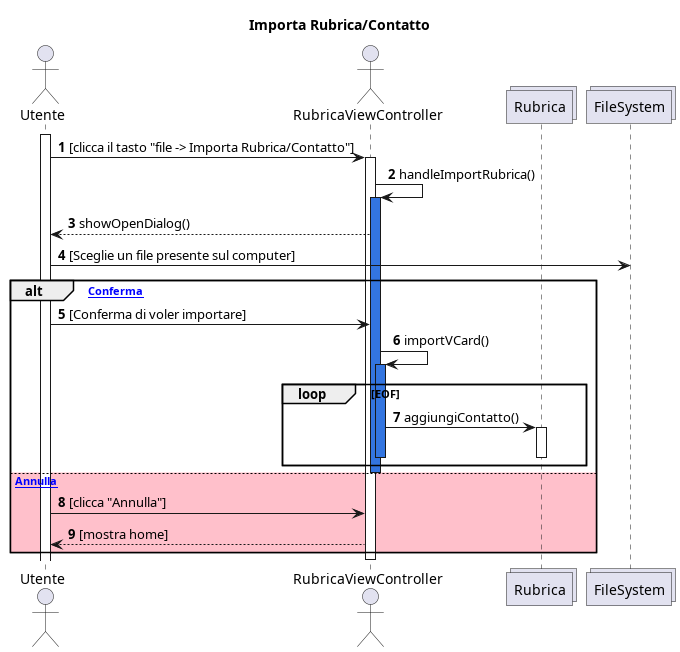 Importa Rubrica/Contatto
Utente
RubricaViewController
Rubrica
FileSystem
1 [clicca il tasto "file -> Importa Rubrica/Contatto"]
2 handleImportRubrica()
3 showOpenDialog()
4 [Sceglie un file presente sul computer]
alt
Conferma
5 [Conferma di voler importare]
6 importVCard()
loop
[EOF]
7 aggiungiContatto()
Annulla
8 [clicca "Annulla"]
9 [mostra home]
Utente
RubricaViewController
Rubrica
FileSystem